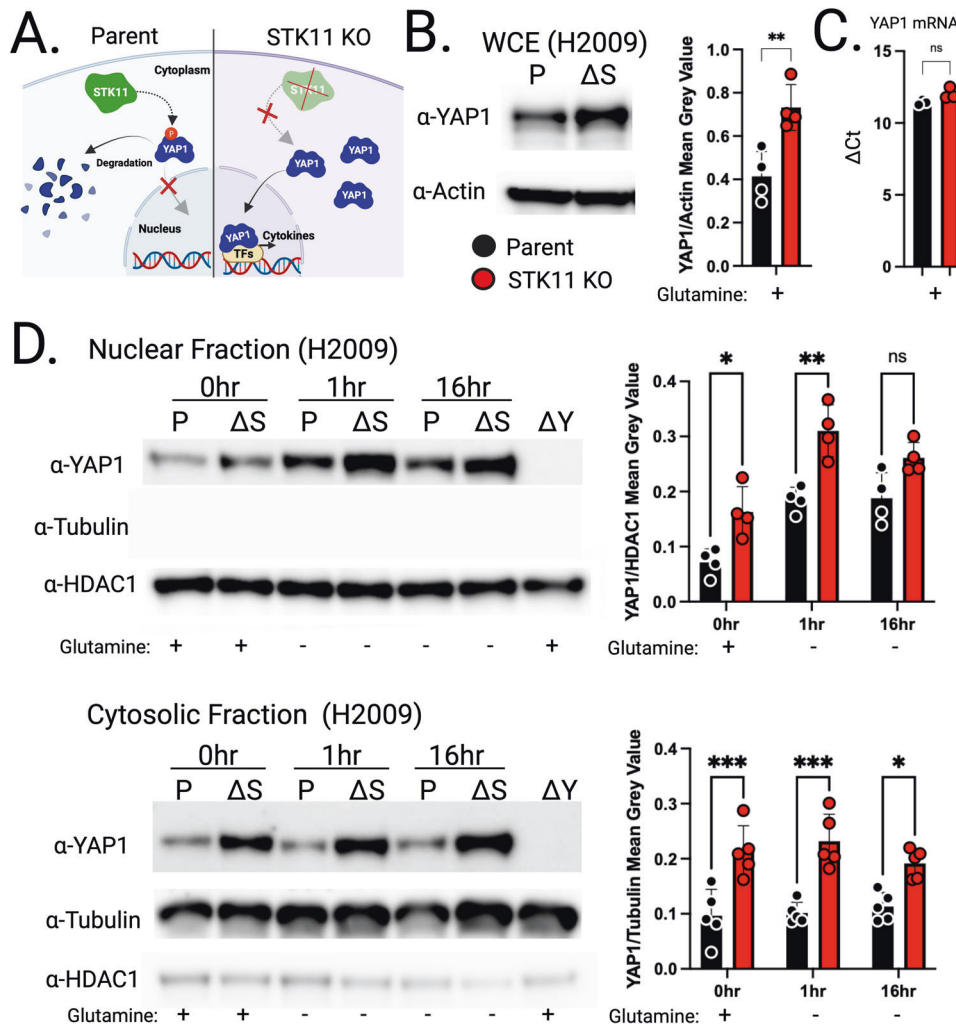 A.
Parent
STK11 KO
Cytoplasm
STK11
STK11
P
YAP1
YAP1
YAP1
YAP1
Degradation
Nucleus
YAP1
TFs
Cytokines
B.
WCE (H2009)
P ΔS
α-YAP1
α-Actin
Parent
STK11 KO
YAP1/Actin Mean Grey Value
1.0
0.8
0.6
0.4
0.2
0.0
**
Glutamine: +
C.
YAP1 mRNA
ns
ΔCt
15
10
5
0
+
D.
Nuclear Fraction (H2009)
0hr 1hr 16hr
P ΔS P ΔS P ΔS ΔY
α-YAP1
α-Tubulin
α-HDAC1
Glutamine: + + - - - - +
YAP1/HDAC1 Mean Grey Value
0.4
0.3
0.2
0.1
0.0
* ** ns
0hr 1hr 16hr
Glutamine: + - -
Cytosolic Fraction (H2009)
0hr 1hr 16hr
P ΔS P ΔS P ΔS ΔY
α-YAP1
α-Tubulin
α-HDAC1
Glutamine: + + - - - - +
YAP1/Tubulin Mean Grey Value
0.4
0.3
0.2
0.1
0.0
*** *** *
0hr 1hr 16hr
Glutamine: + - -